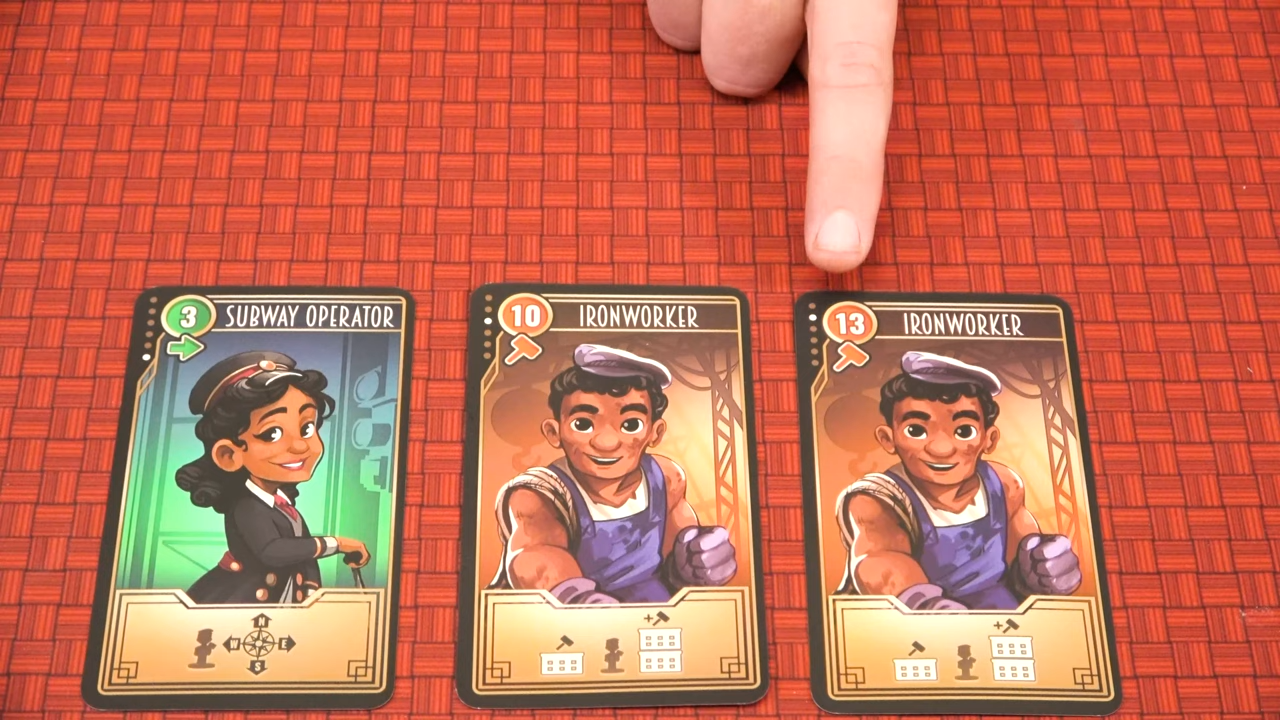 3 SUBWAY OPERATOR
N
W E
S
10 IRONWORKER
+
13 IRONWORKER
+